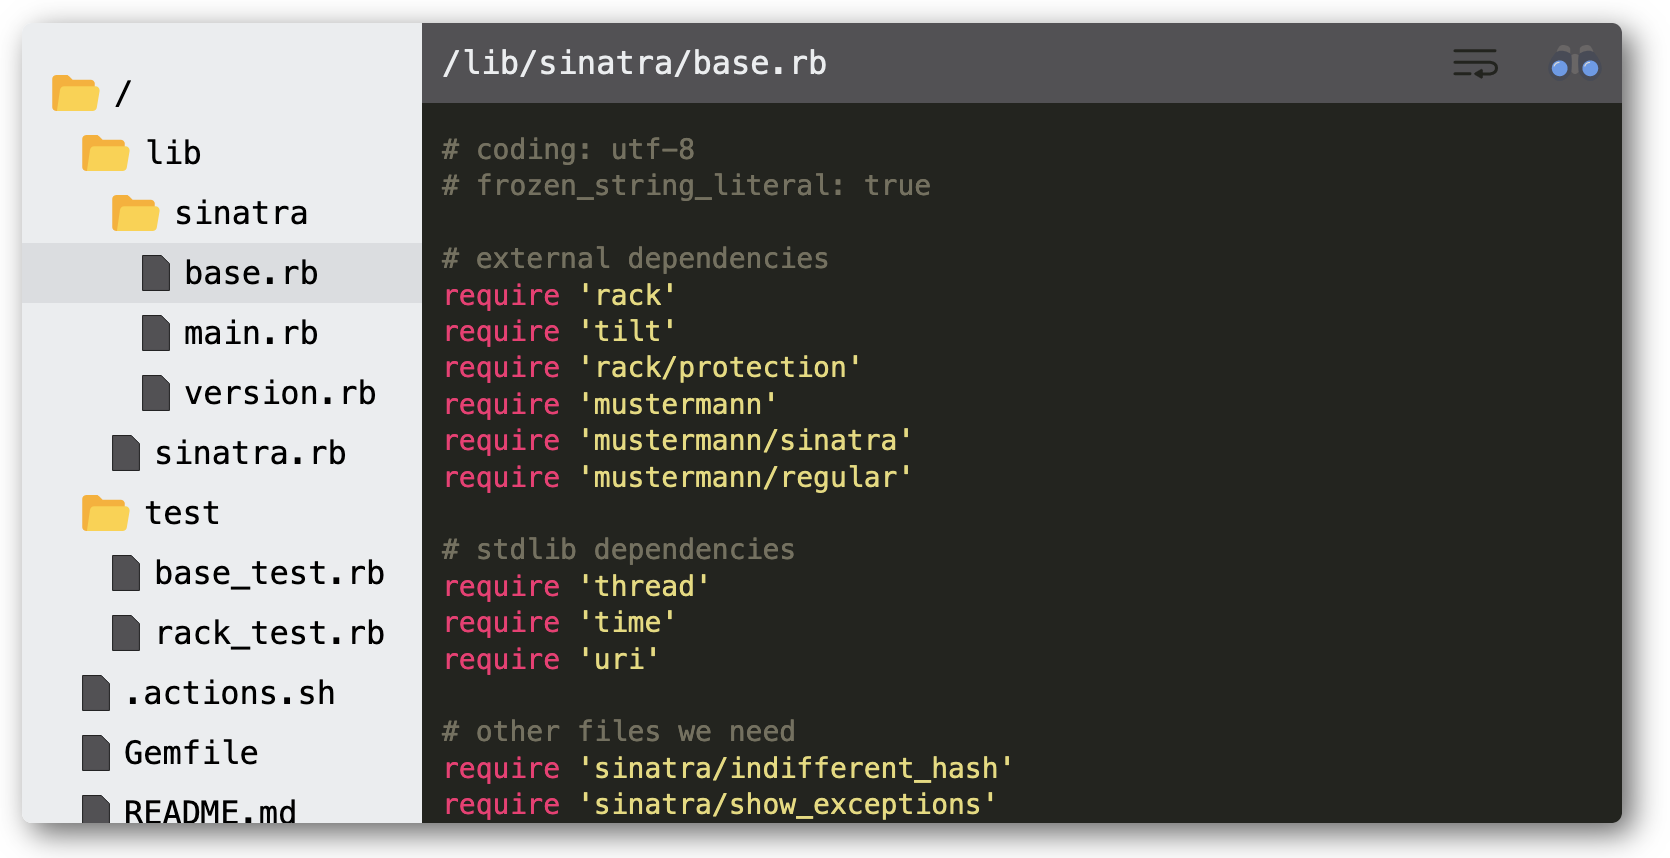 /
lib
sinatra
base.rb
main.rb
version.rb
sinatra.rb
test
base_test.rb
rack_test.rb
.actions.sh
Gemfile
README.md
/lib/sinatra/base.rb
# coding: utf-8
# frozen_string_literal: true

# external dependencies
require 'rack'
require 'tilt'
require 'rack/protection'
require 'mustermann'
require 'mustermann/sinatra'
require 'mustermann/regular'

# stdlib dependencies
require 'thread'
require 'time'
require 'uri'

# other files we need
require 'sinatra/indifferent_hash'
require 'sinatra/show_exceptions'